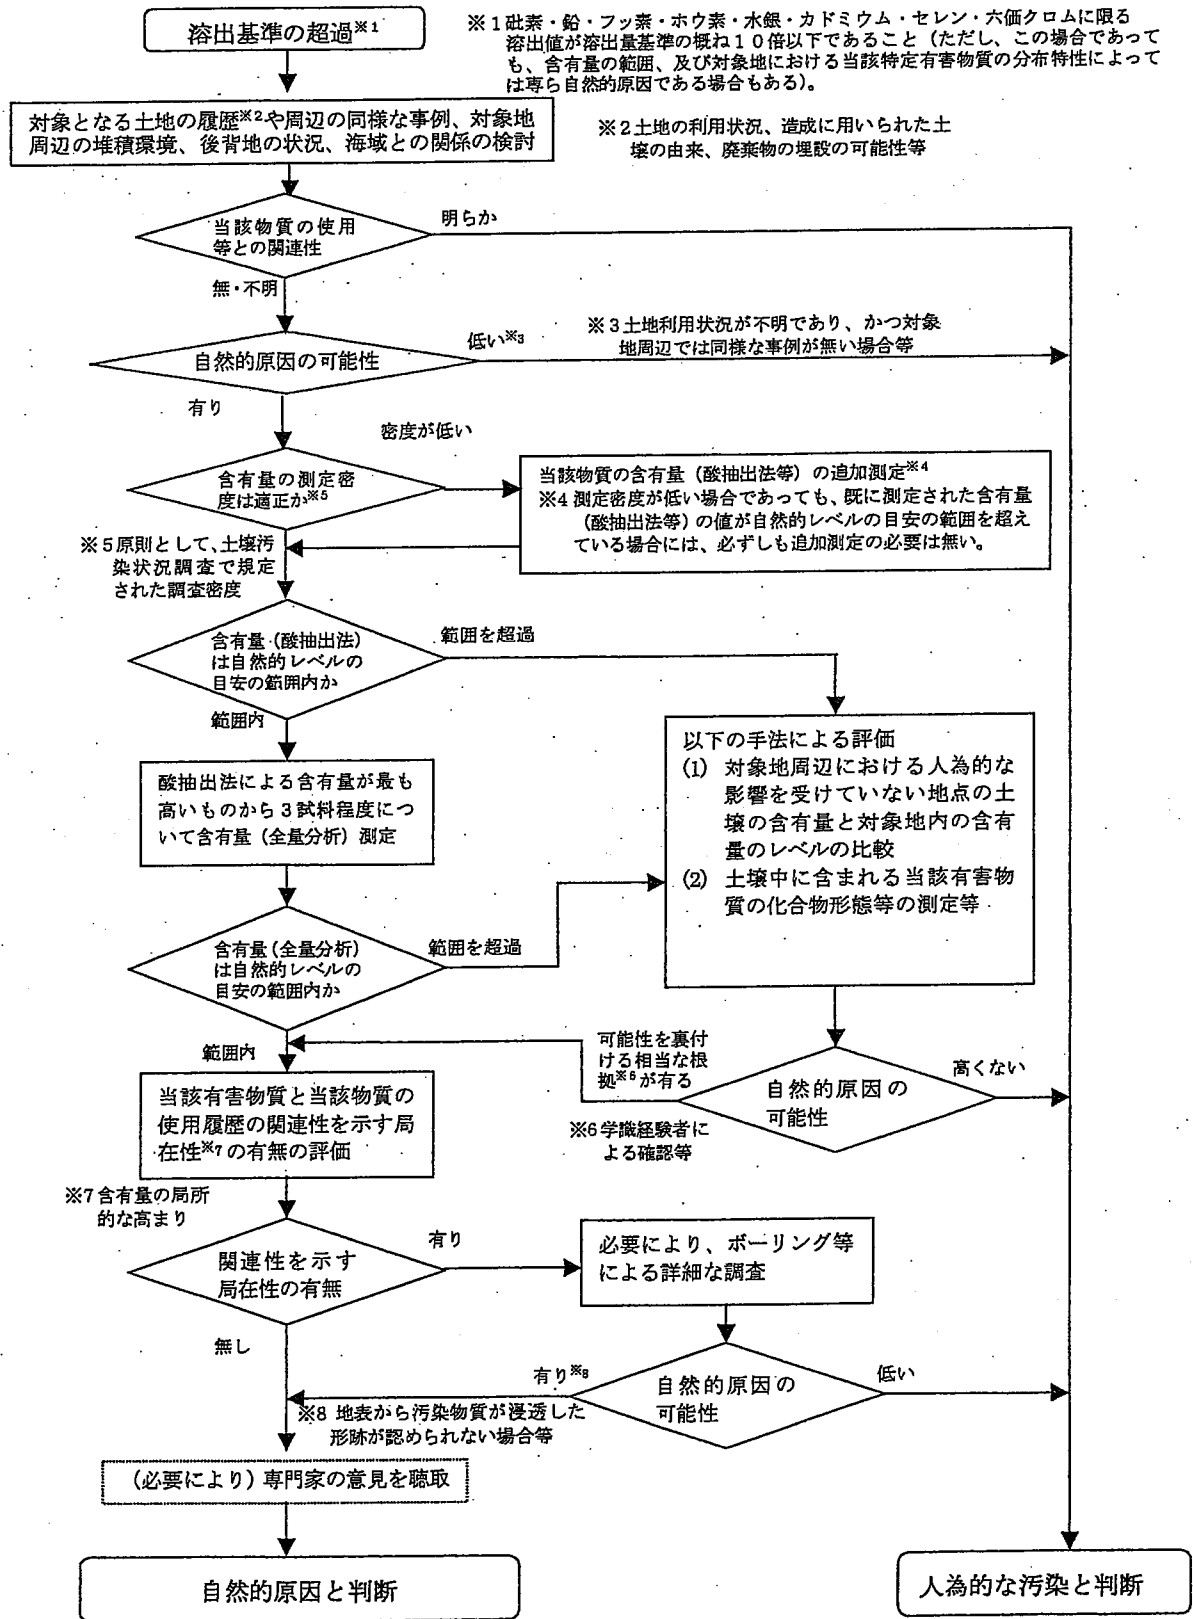 溶出基準の超過※1
※1砒素・鉛・フッ素・ホウ素・水銀・カドミウム・セレン・六価クロムに限る
溶出値が溶出量基準の概ね10倍以下であること(ただし、この場合であって
も、含有量の範囲、及び対象地における当該特定有害物質の分布特性によって
は専ら自然的原因である場合もある)。
対象となる土地の履歴※2や周辺の同様な事例、対象地
周辺の堆積環境、後背地の状況、海域との関係の検討
※2土地の利用状況、造成に用いられた土
壌の由来、廃棄物の埋設の可能性等
当該物質の使用
等との関連性
明らか
無・不明
自然的原因の可能性
低い※3
※3土地利用状況が不明であり、かつ対象
地周辺では同様な事例が無い場合等
有り
密度が低い
含有量の測定密
度は適正か※5
当該物質の含有量(酸抽出法等)の追加測定※4
※4測定密度が低い場合であっても、既に測定された含有量
(酸抽出法等)の値が自然的レベルの目安の範囲を超え
ている場合には、必ずしも追加測定の必要は無い。
※5原則として、土壌汚
染状況調査で規定
された調査密度
含有量(酸抽出法)
は自然的レベルの
目安の範囲内か
範囲を超過
範囲内
酸抽出法による含有量が最も
高いものから3試料程度につ
いて含有量(全量分析)測定
以下の手法による評価
(1) 対象地周辺における人為的な
影響を受けていない地点の土
壌の含有量と対象地内の含有
量のレベルの比較
(2) 土壌中に含まれる当該有害物
質の化合物形態等の測定等
含有量(全量分析)
は自然的レベルの
目安の範囲内か
範囲を超過
範囲内
可能性を裏付
ける相当な根
拠※6が有る
自然的原因の
可能性
高くない
※6学識経験者に
よる確認等
当該有害物質と当該物質の
使用履歴の関連性を示す局
在性※7の有無の評価
※7含有量の局所
的な高まり
関連性を示す
局在性の有無
有り
必要により、ボーリング等
による詳細な調査
無し
有り※8
自然的原因の
可能性
低い
※8 地表から汚染物質が浸透した
形跡が認められない場合等
(必要により)専門家の意見を聴取
自然的原因と判断
人為的な汚染と判断